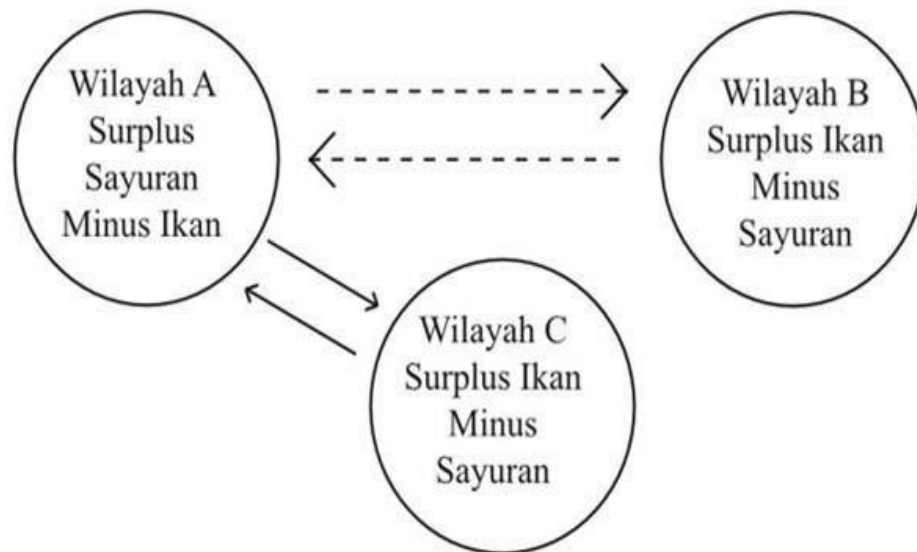 Wilayah A
Surplus
Sayuran
Minus Ikan
Wilayah B
Surplus Ikan
Minus
Sayuran
Wilayah C
Surplus Ikan
Minus
Sayuran